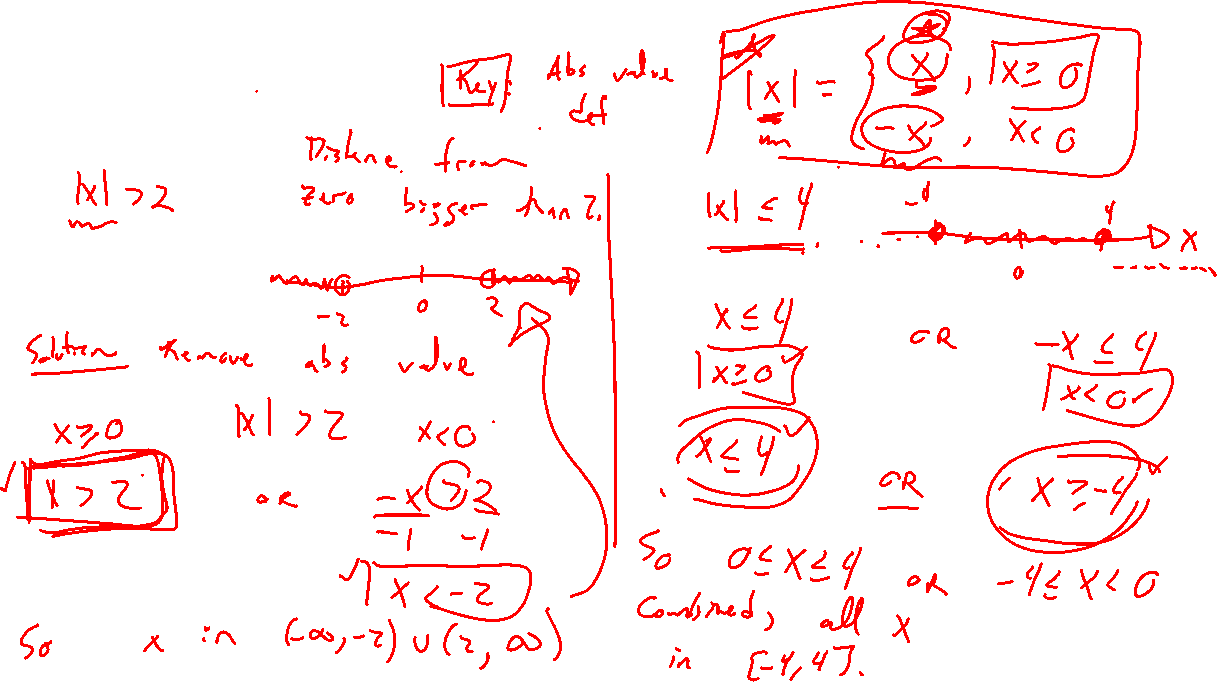 Key: Abs value def
|x| = { x, x ≥ 0
-x, x < 0
|x| > 2
Distance from
zero bigger than 2.
-2 0 2
Solution Remove abs value
|x| > 2
x ≥ 0 x < 0
x > 2 OR -x > 2
-1 -1
x < -2
So x in (-∞, -2) ∪ (2, ∞)
|x| ≤ 4
-4 0 4 x
x ≤ 4 OR -x ≤ 4
x ≥ 0 x < 0
x ≤ 4 OR x ≥ -4
So 0 ≤ x ≤ 4 OR -4 ≤ x < 0
Combined, all x
in [-4, 4].